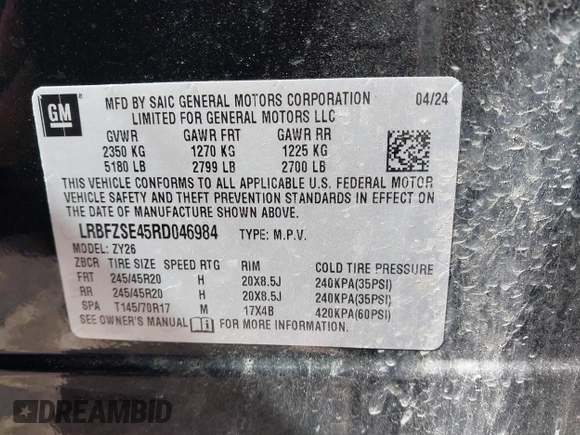 GM
MFD BY SAIC GENERAL MOTORS CORPORATION 04/24
LIMITED FOR GENERAL MOTORS LLC
GVWR GAWR FRT GAWR RR
2350 KG 1270 KG 1225 KG
5180 LB 2799 LB 2700 LB
THIS VEHICLE CONFORMS TO ALL APPLICABLE U.S. FEDERAL MOTOR
VEHICLE SAFETY AND THEFT PREVENTION STANDARDS IN EFFECT ON
THE DATE OF MANUFACTURE SHOWN ABOVE.
LRBFZSE45RD046984 TYPE: M.P.V.
MODEL: ZY26
ZBCR TIRE SIZE SPEED RTG RIM COLD TIRE PRESSURE
FRT 245/45R20 H 20X8.5J 240KPA(35PSI)
RR 245/45R20 H 20X8.5J 240KPA(35PSI)
SPA T145/70R17 M 17X4B 420KPA(60PSI)
SEE OWNER'S MANUAL FOR MORE INFORMATION.
DREAMBID